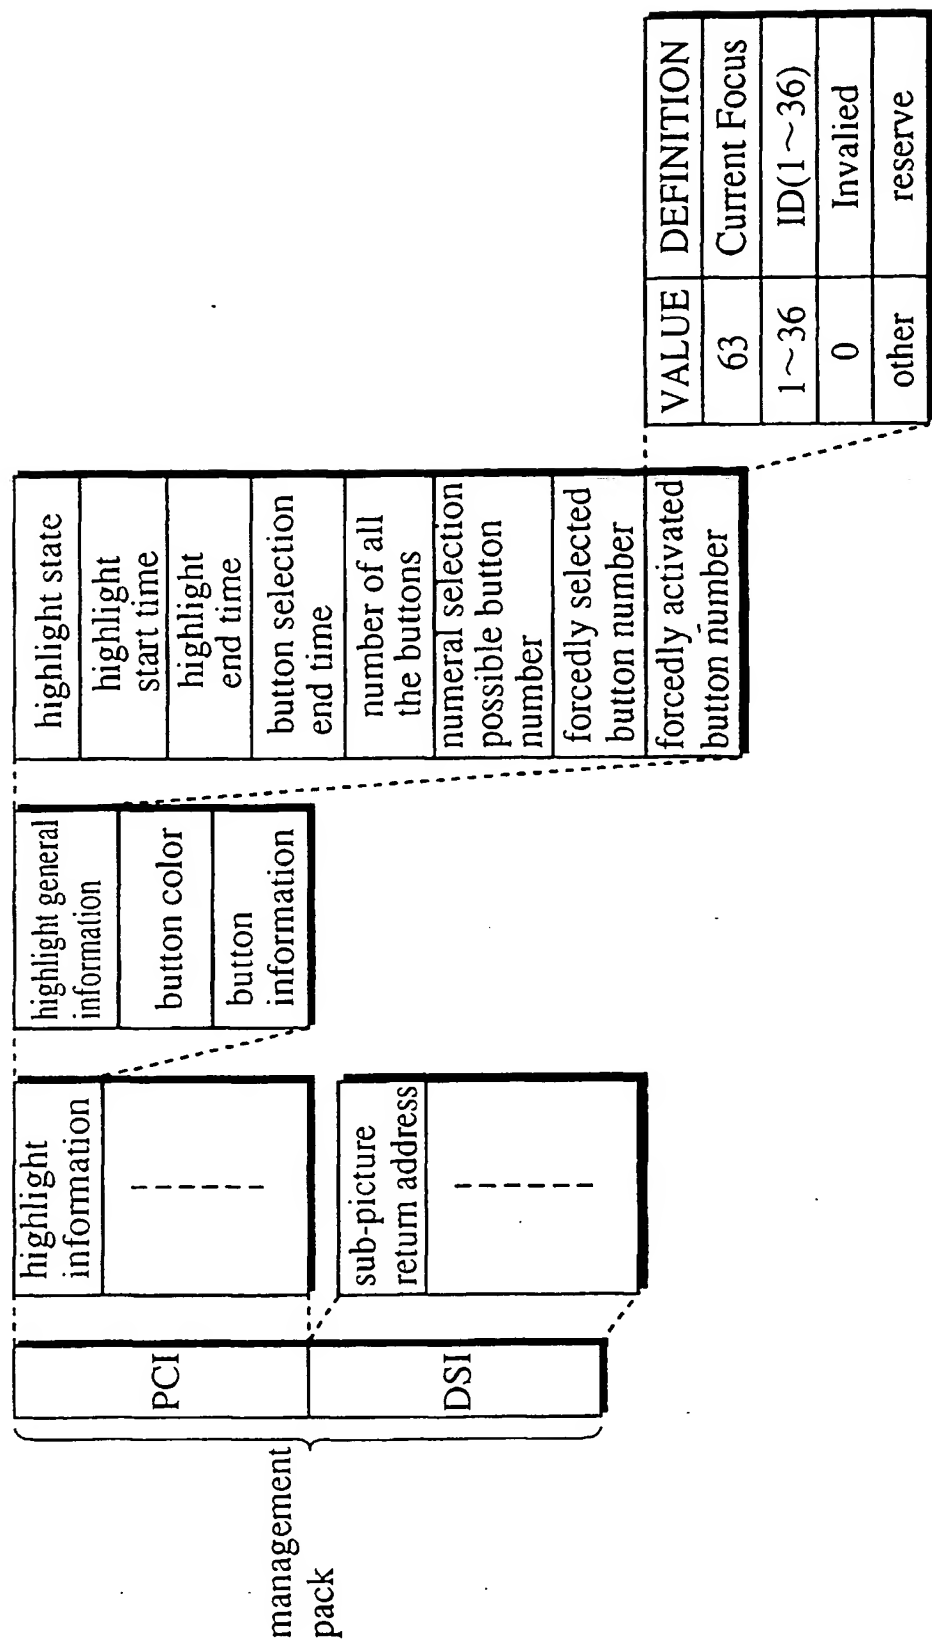 management
pack
PCI
DSI
highlight
information
sub-picture
return address
highlight general
information
button color
button
information
highlight state
highlight
start time
highlight
end time
button selection
end time
number of all
the buttons
numeral selection
possible button
number
forcedly selected
button number
forcedly activated
button number
VALUE DEFINITION
63 Current Focus
1~36 ID(1~36)
0 Invalied
other reserve